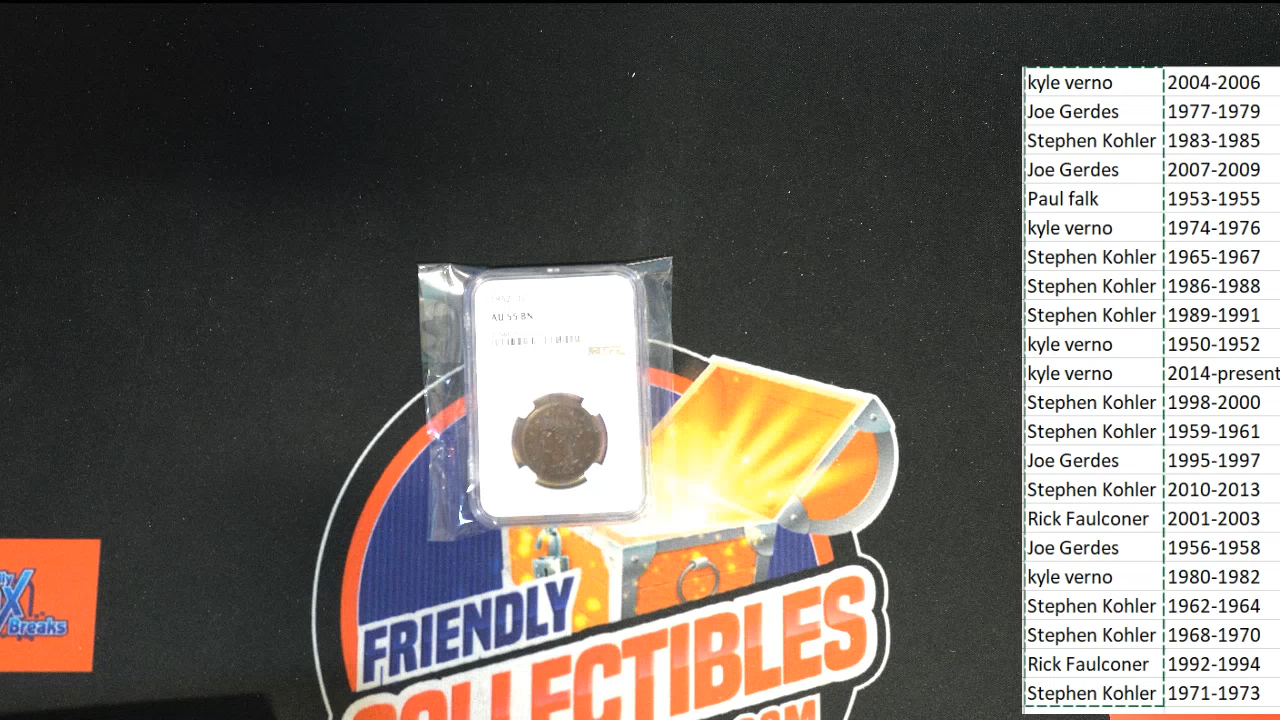 kyle verno 2004-2006
Joe Gerdes 1977-1979
Stephen Kohler 1983-1985
Joe Gerdes 2007-2009
Paul falk 1953-1955
kyle verno 1974-1976
Stephen Kohler 1965-1967
Stephen Kohler 1986-1988
Stephen Kohler 1989-1991
kyle verno 1950-1952
kyle verno 2014-present
Stephen Kohler 1998-2000
Stephen Kohler 1959-1961
Joe Gerdes 1995-1997
Stephen Kohler 2010-2013
Rick Faulconer 2001-2003
Joe Gerdes 1956-1958
kyle verno 1980-1982
Stephen Kohler 1962-1964
Stephen Kohler 1968-1970
Rick Faulconer 1992-1994
Stephen Kohler 1971-1973
AU 55 BN
FRIENDLY
COLLECTIBLES
.COM
lly
X
Breaks